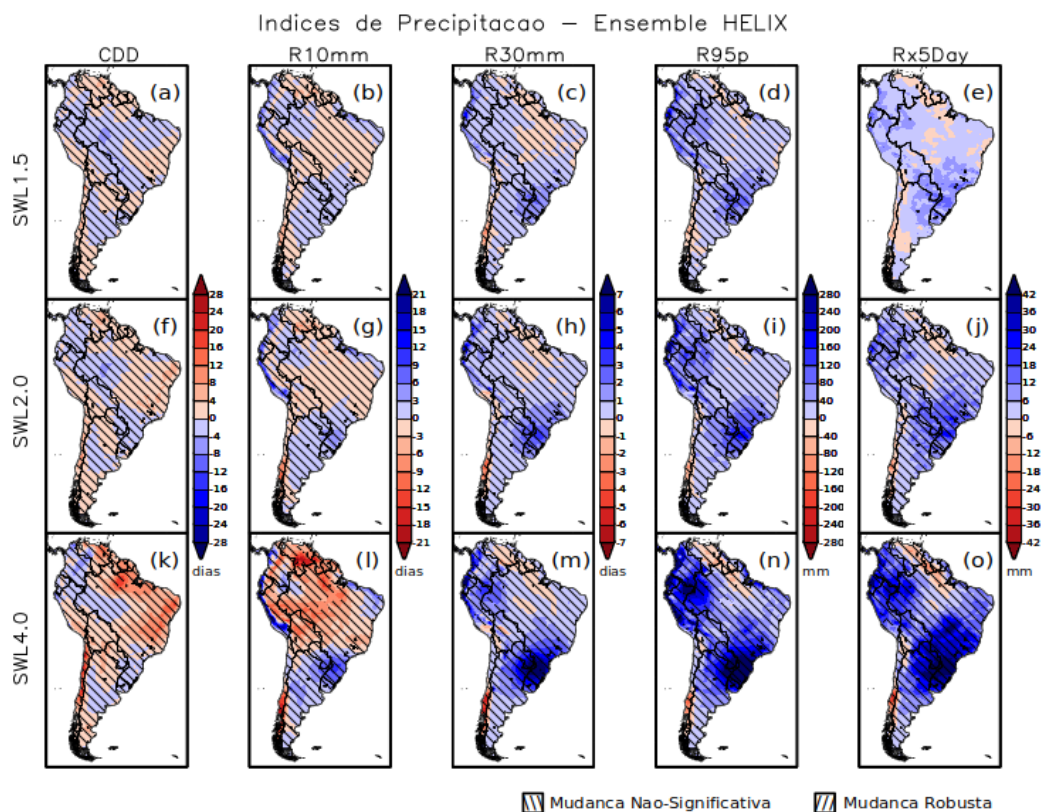 Indices de Precipitacao – Ensemble HELIX
CDD R10mm R30mm R95p Rx5Day
SWL1.5
(a) (b) (c) (d) (e)
SWL2.0
(f) (g) (h) (i) (j)
28 21 7 280 42
24 18 6 240 36
20 15 5 200 30
16 12 4 160 24
12 9 3 120 18
8 6 2 80 12
4 3 1 40 6
0 0 0 0 0
-4 -3 -1 -40 -6
-8 -6 -2 -80 -12
-12 -9 -3 -120 -18
-16 -12 -4 -160 -24
-20 -15 -5 -200 -30
-24 -18 -6 -240 -36
-28 -21 -7 -280 -42
dias dias dias mm mm
SWL4.0
(k) (l) (m) (n) (o)
Mudanca Nao-Significativa Mudanca Robusta